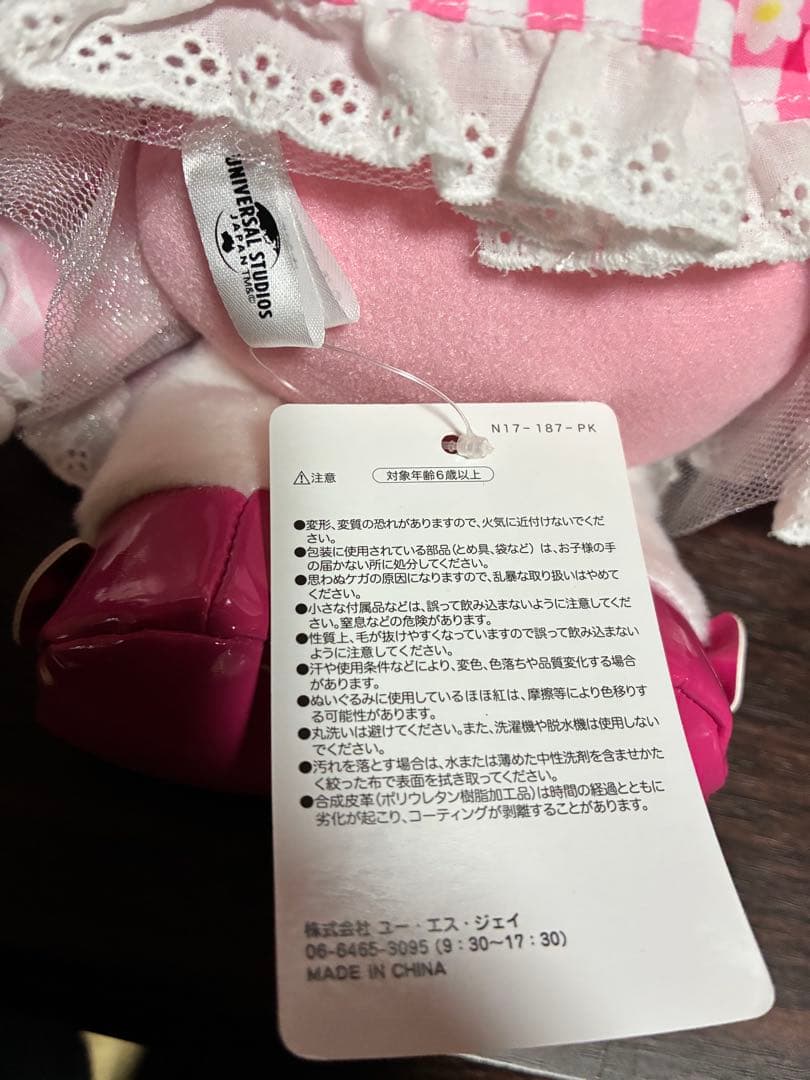 UNIVERSAL STUDIOS
JAPAN TM&©
N17-187-PK
⚠注意
対象年齢6歳以上
●変形、変質の恐れがありますので、火気に近付けないでくだ
さい。
●包装に使用されている部品(とめ具、袋など)は、お子様の手
の届かない所に処分してください。
●思わぬケガの原因になりますので、乱暴な取り扱いはやめて
ください。
●小さな付属品などは、誤って飲み込まないように注意してくだ
さい。窒息などの危険があります。
●性質上、毛が抜けやすくなっていますので誤って飲み込まない
ように注意してください。
●汗や使用条件などにより、変色、色落ちや品質変化する場合
があります。
●ぬいぐるみに使用しているほほ紅は、摩擦等により色移りす
る可能性があります。
●丸洗いは避けてください。また、洗濯機や脱水機は使用しない
でください。
●汚れを落とす場合は、水または薄めた中性洗剤を含ませかた
く絞った布で表面を拭き取ってください。
●合成皮革(ポリウレタン樹脂加工品)は時間の経過とともに
劣化が起こり、コーティングが剥離することがあります。
株式会社 ユー・エス・ジェイ
06-6465-3095 (9:30〜17:30)
MADE IN CHINA